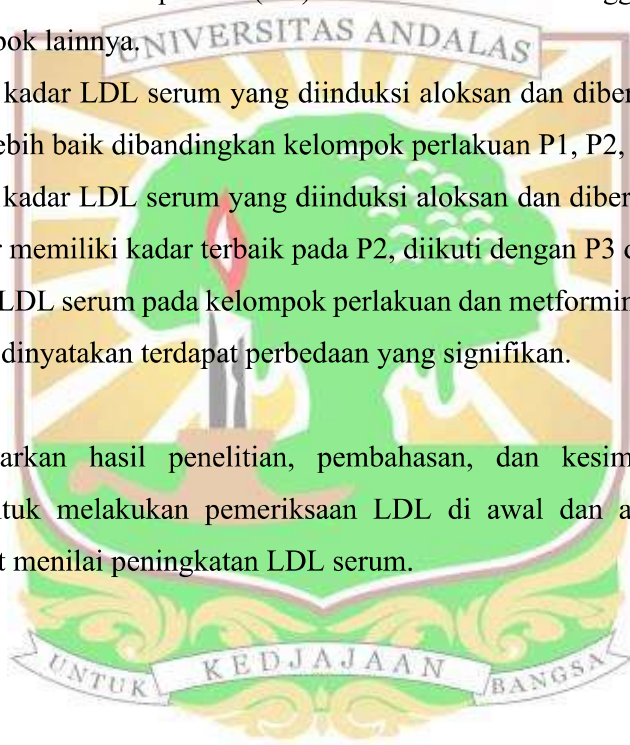 pok lainnya.
UNIVERSITAS ANDALAS
kadar LDL serum yang diinduksi aloksan dan diber
ebih baik dibandingkan kelompok perlakuan P1, P2,
kadar LDL serum yang diinduksi aloksan dan diber
memiliki kadar terbaik pada P2, diikuti dengan P3
LDL serum pada kelompok perlakuan dan metformin
dinyatakan terdapat perbedaan yang signifikan.
arkan hasil penelitian, pembahasan, dan kesim
tuk melakukan pemeriksaan LDL di awal dan a
t menilai peningkatan LDL serum.
UNTUK KEDJAJAAN BANGSA